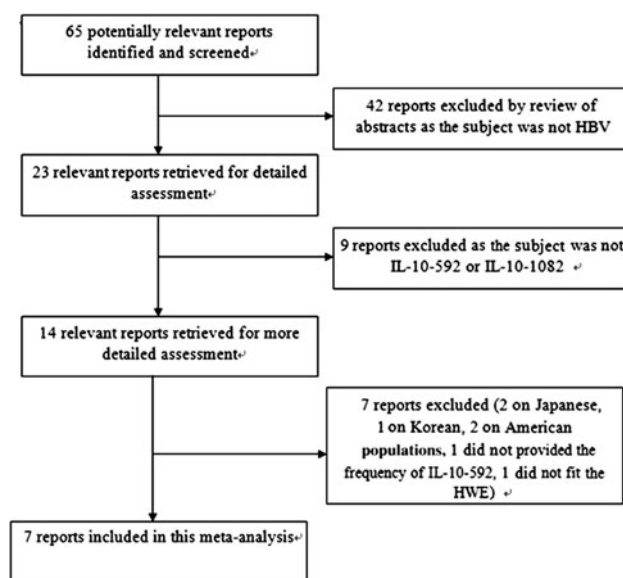 65 potentially relevant reports
identified and screened↵
42 reports excluded by review of
abstracts as the subject was not HBV
23 relevant reports retrieved for detailed
assessment↵
9 reports excluded as the subject was not
IL-10-592 or IL-10-1082 ↵
14 relevant reports retrieved for more
detailed assessment↵
7 reports excluded (2 on Japanese,
1 on Korean, 2 on American
populations, 1 did not provided the
frequency of IL-10-592, 1 did not fit the
HWE) ↵
7 reports included in this meta-analysis↵